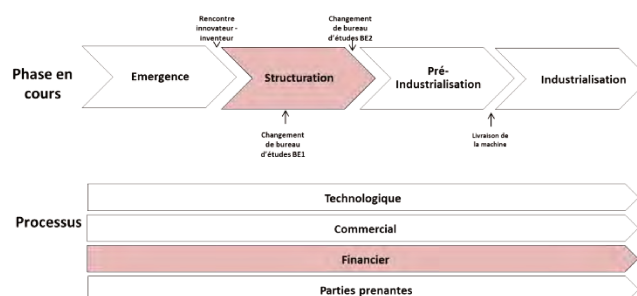 Rencontre
innovateur -
inventeur
Changement
de bureau
d'études BE2
Phase en
cours
Emergence
Structuration
Pré-
Industrialisation
Industrialisation
Changement
de bureau
d'études BE1
Livraison de
la machine
Processus
Technologique
Commercial
Financier
Parties prenantes